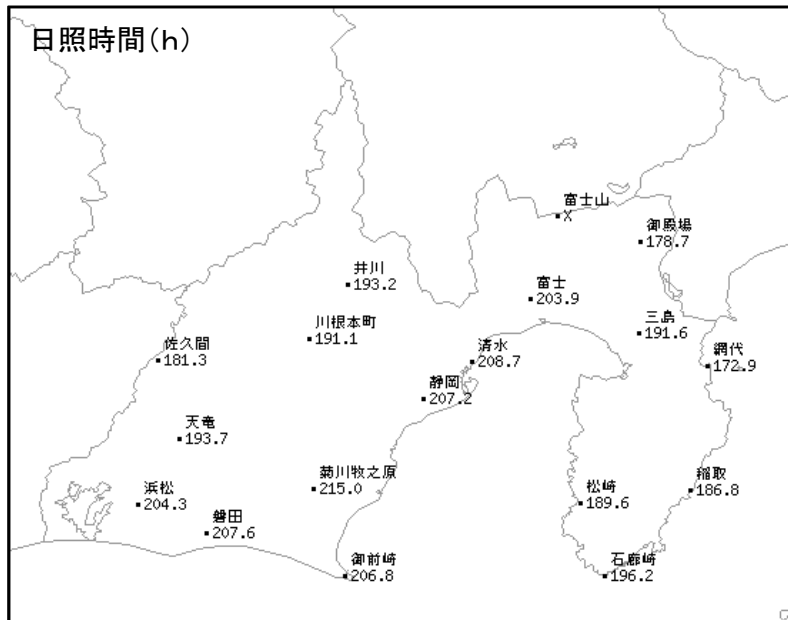 日照時間(h)
富士山
X
御殿場
178.7
井川
193.2
富士
203.9
川根本町
191.1
三島
191.6
佐久間
181.3
清水
208.7
網代
172.9
静岡
207.2
天竜
193.7
菊川牧之原
215.0
浜松
204.3
松崎
189.6
稲取
186.8
磐田
207.6
御前崎
206.8
石廊崎
196.2